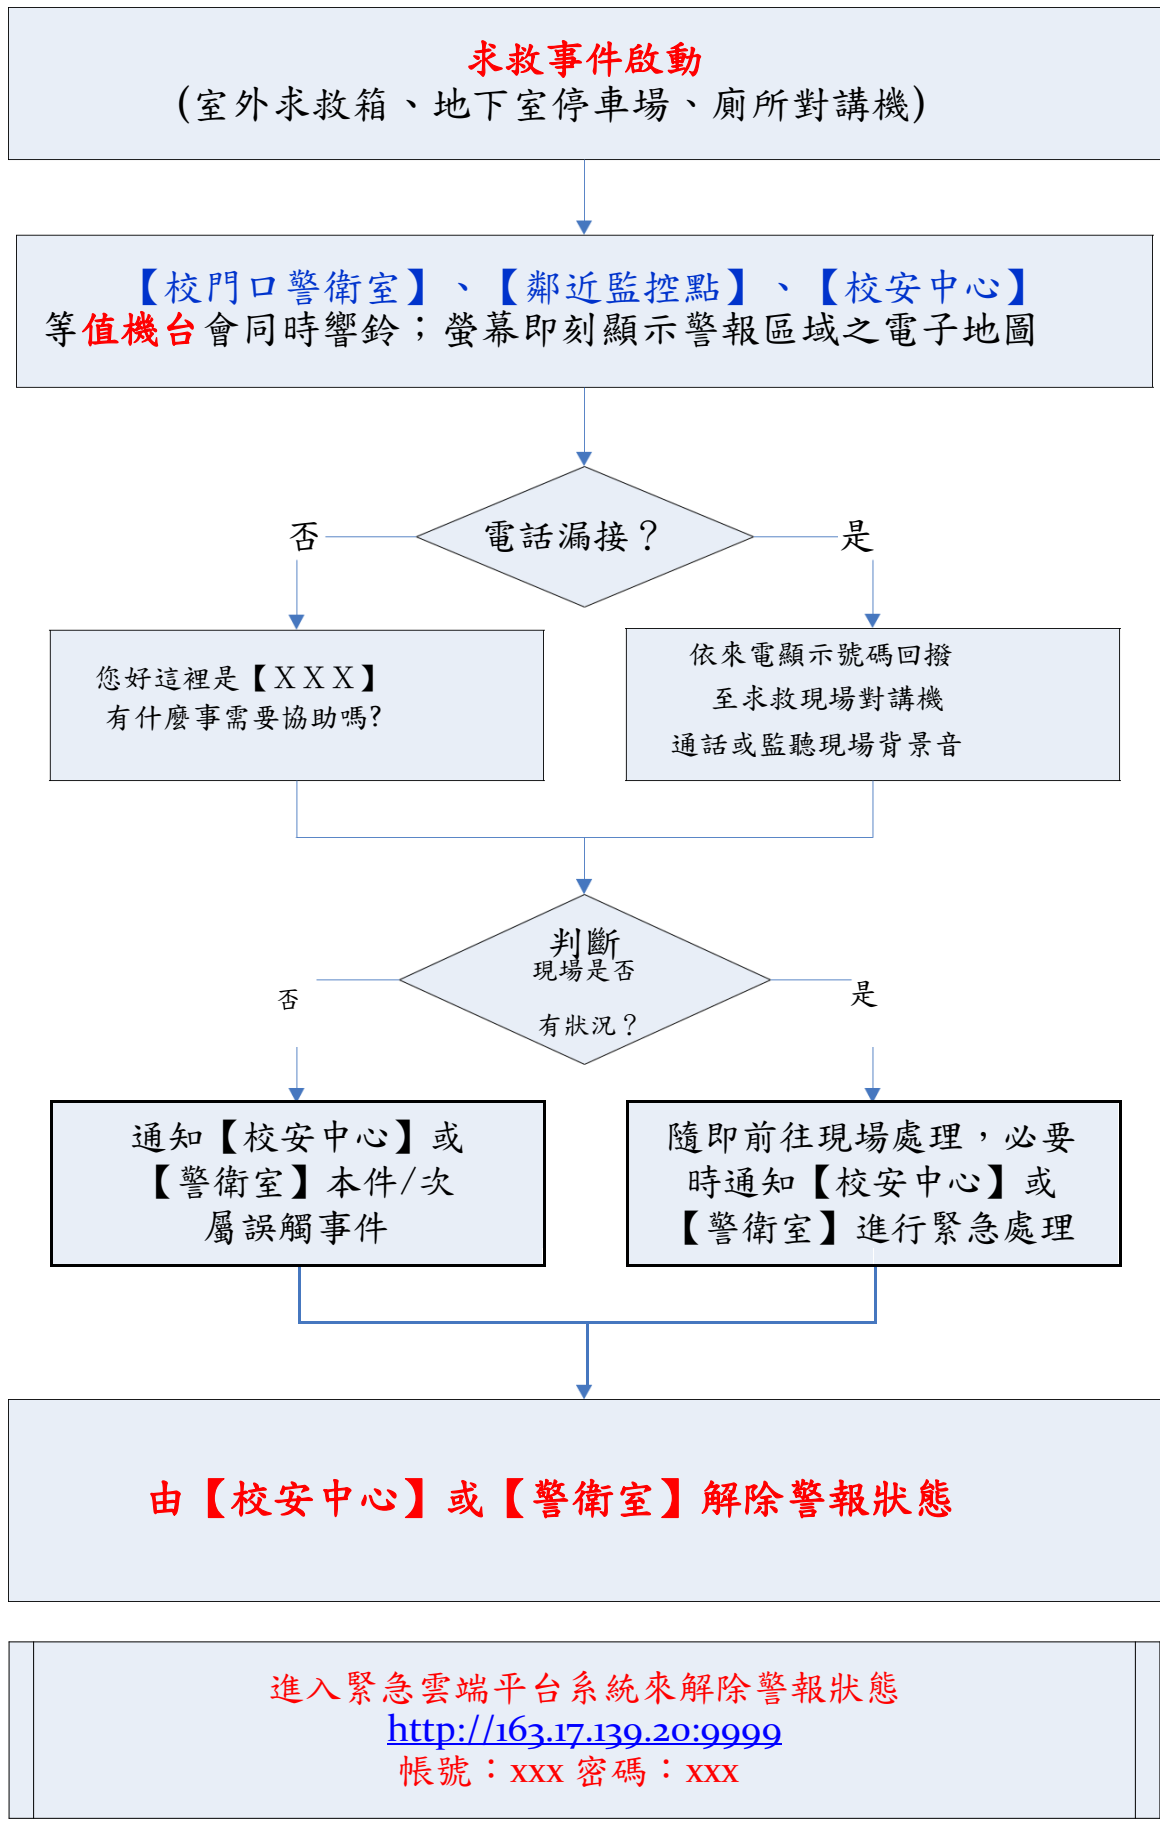 求救事件啟動
(室外求救箱、地下室停車場、廁所對講機)
【校門口警衛室】、【鄰近監控點】、【校安中心】
等值機台會同時響鈴；螢幕即刻顯示警報區域之電子地圖
電話漏接？
否
是
您好這裡是【ＸＸＸ】
有什麼事需要協助嗎?
依來電顯示號碼回撥
至求救現場對講機
通話或監聽現場背景音
判斷
現場是否
有狀況？
否
是
通知【校安中心】或
【警衛室】本件/次
屬誤觸事件
隨即前往現場處理，必要
時通知【校安中心】或
【警衛室】進行緊急處理
由【校安中心】或【警衛室】解除警報狀態
進入緊急雲端平台系統來解除警報狀態
http://163.17.139.20:9999
帳號：xxx 密碼：xxx